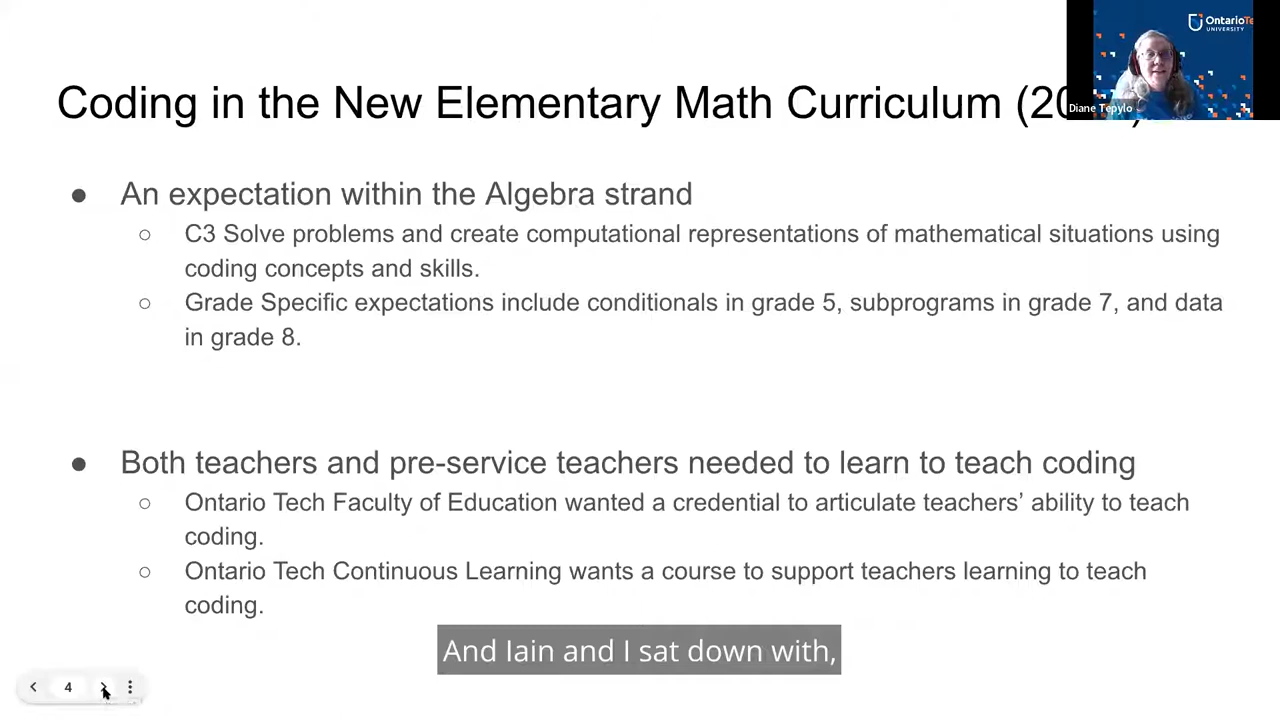 OntarioTe
UNIVERSITY
Diane Tepylo
Coding in the New Elementary Math Curriculum (20
● An expectation within the Algebra strand
○ C3 Solve problems and create computational representations of mathematical situations using
coding concepts and skills.
○ Grade Specific expectations include conditionals in grade 5, subprograms in grade 7, and data
in grade 8.
● Both teachers and pre-service teachers needed to learn to teach coding
○ Ontario Tech Faculty of Education wanted a credential to articulate teachers’ ability to teach
coding.
○ Ontario Tech Continuous Learning wants a course to support teachers learning to teach
coding.
And Iain and I sat down with,
4